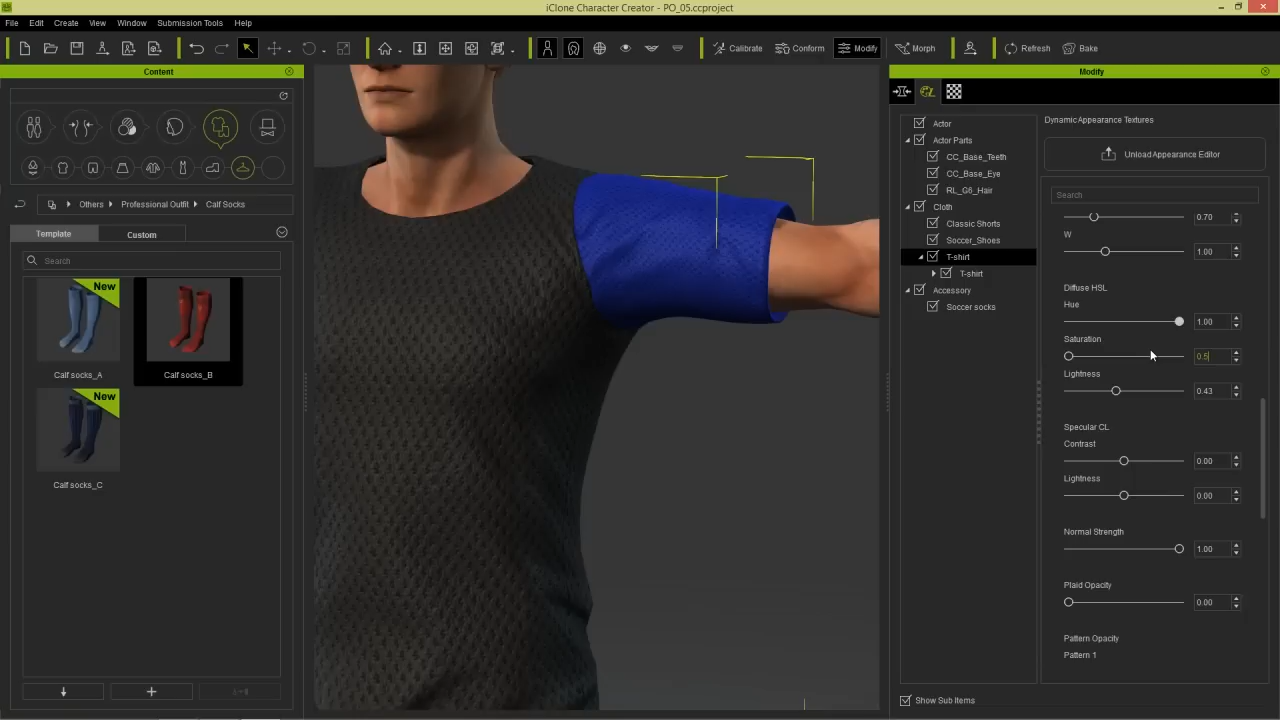 iClone Character Creator - PO_05.ccproject
File Edit Create View Window Submission Tools Help
Calibrate Conform Modify Morph Refresh Bake
Content
Others Professional Outfit Calf Socks
Template Custom
Search
New
Calf socks_A
Calf socks_B
New
Calf socks_C
Modify
Actor
Actor Parts
CC_Base_Teeth
CC_Base_Eye
RL_G6_Hair
Cloth
Classic Shorts
Soccer_Shoes
T-shirt
T-shirt
Accessory
Soccer socks
Show Sub Items
Dynamic Appearance Textures
Unload Appearance Editor
Search
0.70
W
1.00
Diffuse HSL
Hue
1.00
Saturation
0.5
Lightness
0.43
Specular CL
Contrast
0.00
Lightness
0.00
Normal Strength
1.00
Plaid Opacity
0.00
Pattern Opacity
Pattern 1